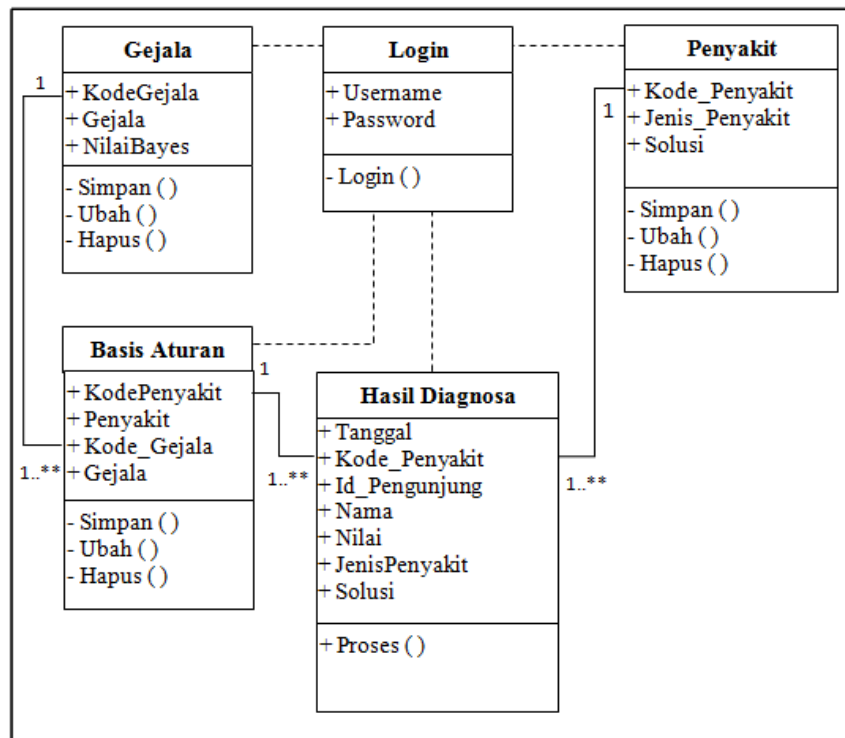 Gejala
+ KodeGejala
+ Gejala
+ NilaiBayes
- Simpan ( )
- Ubah ( )
- Hapus ( )
Login
+ Username
+ Password
- Login ( )
Penyakit
+ Kode_Penyakit
+ Jenis_Penyakit
+ Solusi
- Simpan ( )
- Ubah ( )
- Hapus ( )
1
1
Basis Aturan
+ KodePenyakit
+ Penyakit
+ Kode_Gejala
+ Gejala
- Simpan ( )
- Ubah ( )
- Hapus ( )
1..**
1
1..**
Hasil Diagnosa
+ Tanggal
+ Kode_Penyakit
+ Id_Pengunjung
+ Nama
+ Nilai
+ JenisPenyakit
+ Solusi
+ Proses ( )
1..**